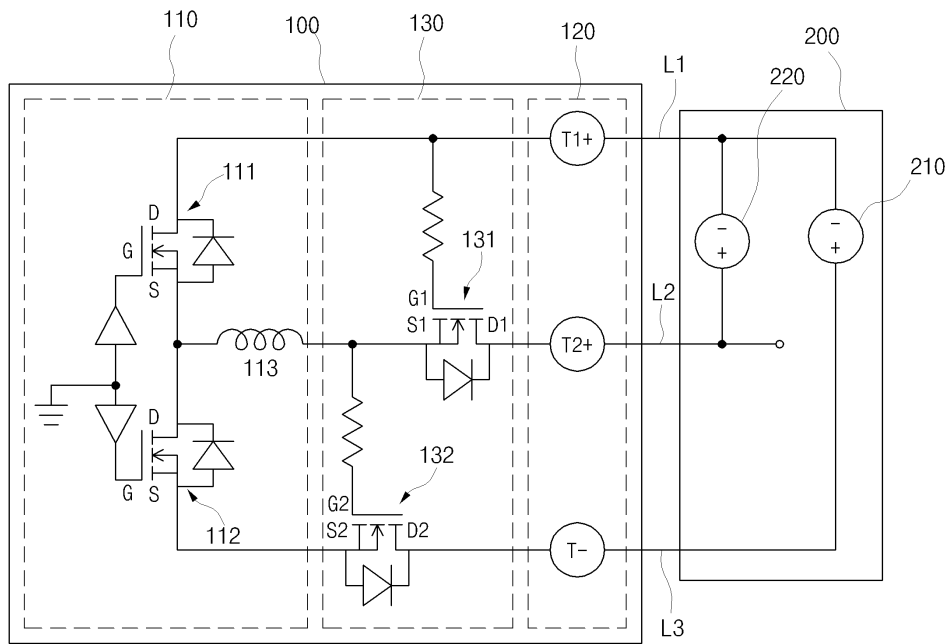 110
100
130
120
200
L1
220
T1+
210
111
D
-
-
131
+
+
G
S
G1
L2
S1
D1
T2+
113
D
132
G
S
G2
S2
D2
112
T-
L3